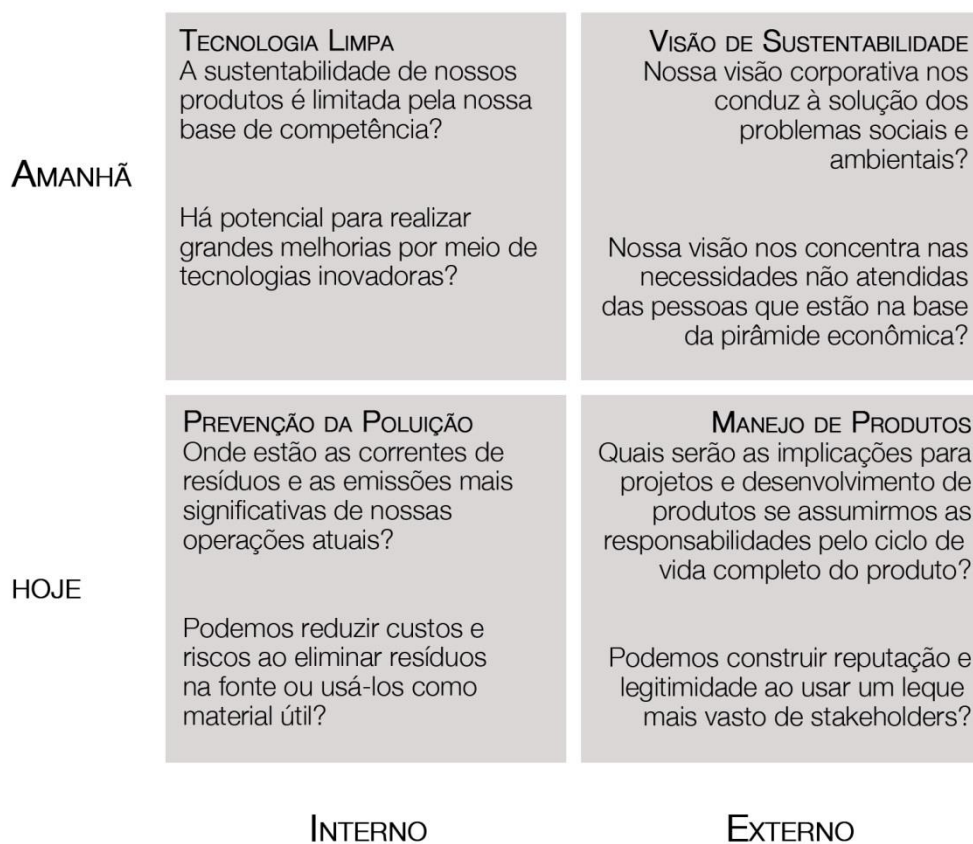 TECNOLOGIA LIMPA
A sustentabilidade de nossos
produtos é limitada pela nossa
base de competência?
Há potencial para realizar
grandes melhorias por meio de
tecnologias inovadoras?
VISÃO DE SUSTENTABILIDADE
Nossa visão corporativa nos
conduz à solução dos
problemas sociais e
ambientais?
Nossa visão nos concentra nas
necessidades não atendidas
das pessoas que estão na base
da pirâmide econômica?
AMANHÃ
PREVENÇÃO DA POLUIÇÃO
Onde estão as correntes de
resíduos e as emissões mais
significativas de nossas
operações atuais?
Podemos reduzir custos e
riscos ao eliminar resíduos
na fonte ou usá-los como
material útil?
MANEJO DE PRODUTOS
Quais serão as implicações para
projetos e desenvolvimento de
produtos se assumirmos as
responsabilidades pelo ciclo de
vida completo do produto?
Podemos construir reputação e
legitimidade ao usar um leque
mais vasto de stakeholders?
HOJE
INTERNO
EXTERNO